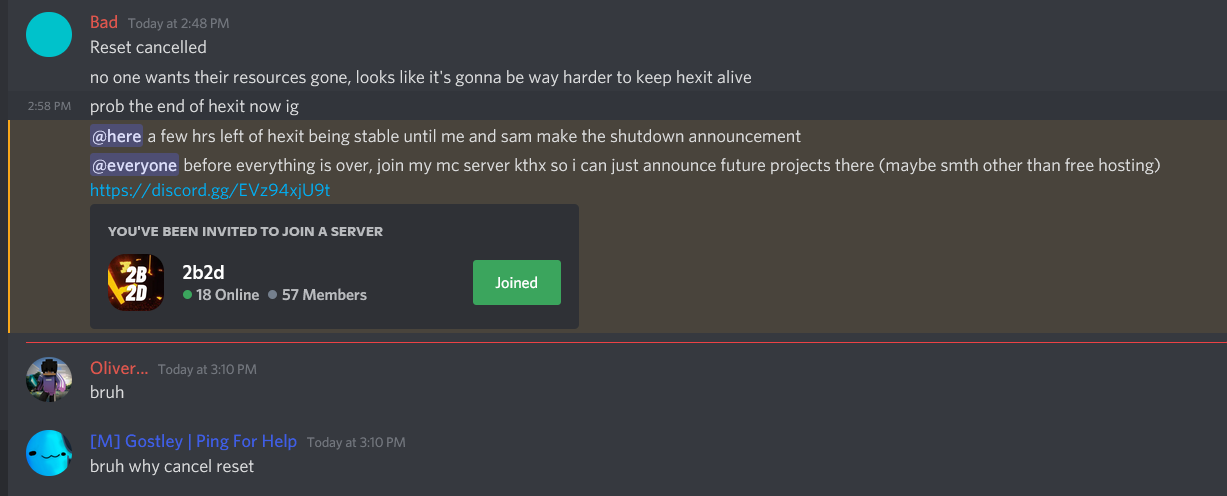 Bad Today at 2:48 PM
Reset cancelled
no one wants their resources gone, looks like it's gonna be way harder to keep hexit alive
2:58 PM prob the end of hexit now ig
@here a few hrs left of hexit being stable until me and sam make the shutdown announcement
@everyone before everything is over, join my mc server kthx so i can just announce future projects there (maybe smth other than free hosting)
https://discord.gg/EVz94xjU9t
YOU'VE BEEN INVITED TO JOIN A SERVER
2B
2D
2b2d
18 Online 57 Members
Joined
Oliver... Today at 3:10 PM
bruh
[M] Gostley | Ping For Help Today at 3:10 PM
bruh why cancel reset